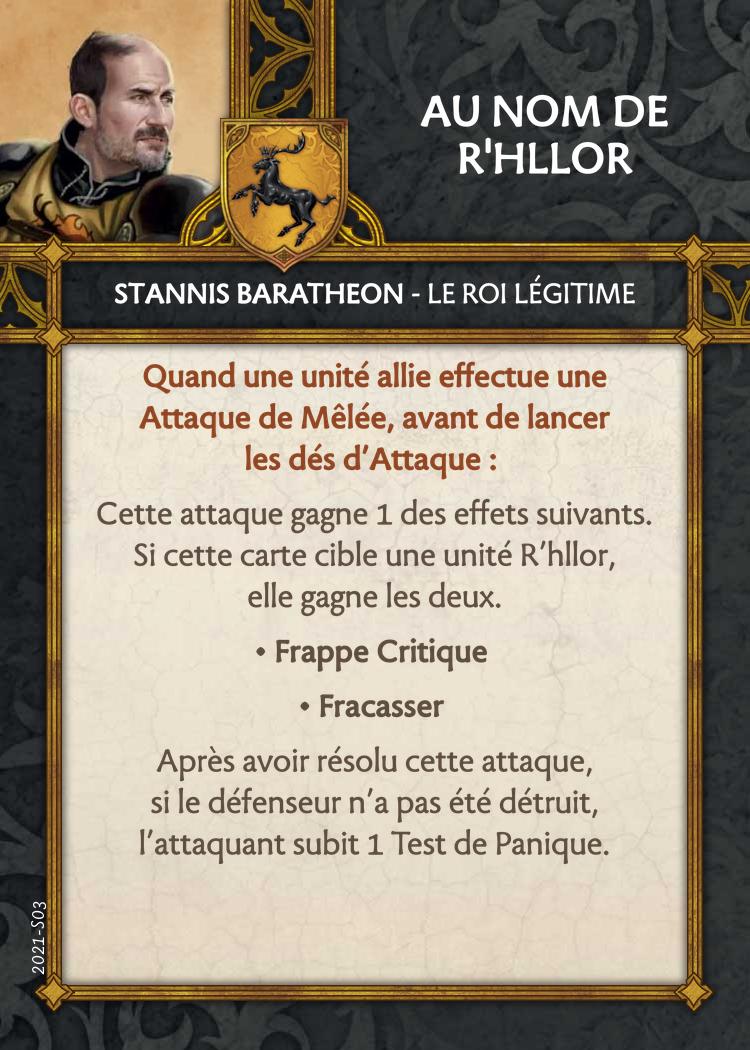 AU NOM DE
R'HLLOR
STANNIS BARATHEON - LE ROI LÉGITIME
Quand une unité allie effectue une
Attaque de Mêlée, avant de lancer
les dés d'Attaque :
Cette attaque gagne 1 des effets suivants.
Si cette carte cible une unité R'hllor,
elle gagne les deux.
• Frappe Critique
• Fracasser
Après avoir résolu cette attaque,
si le défenseur n'a pas été détruit,
l'attaquant subit 1 Test de Panique.
2021-S03